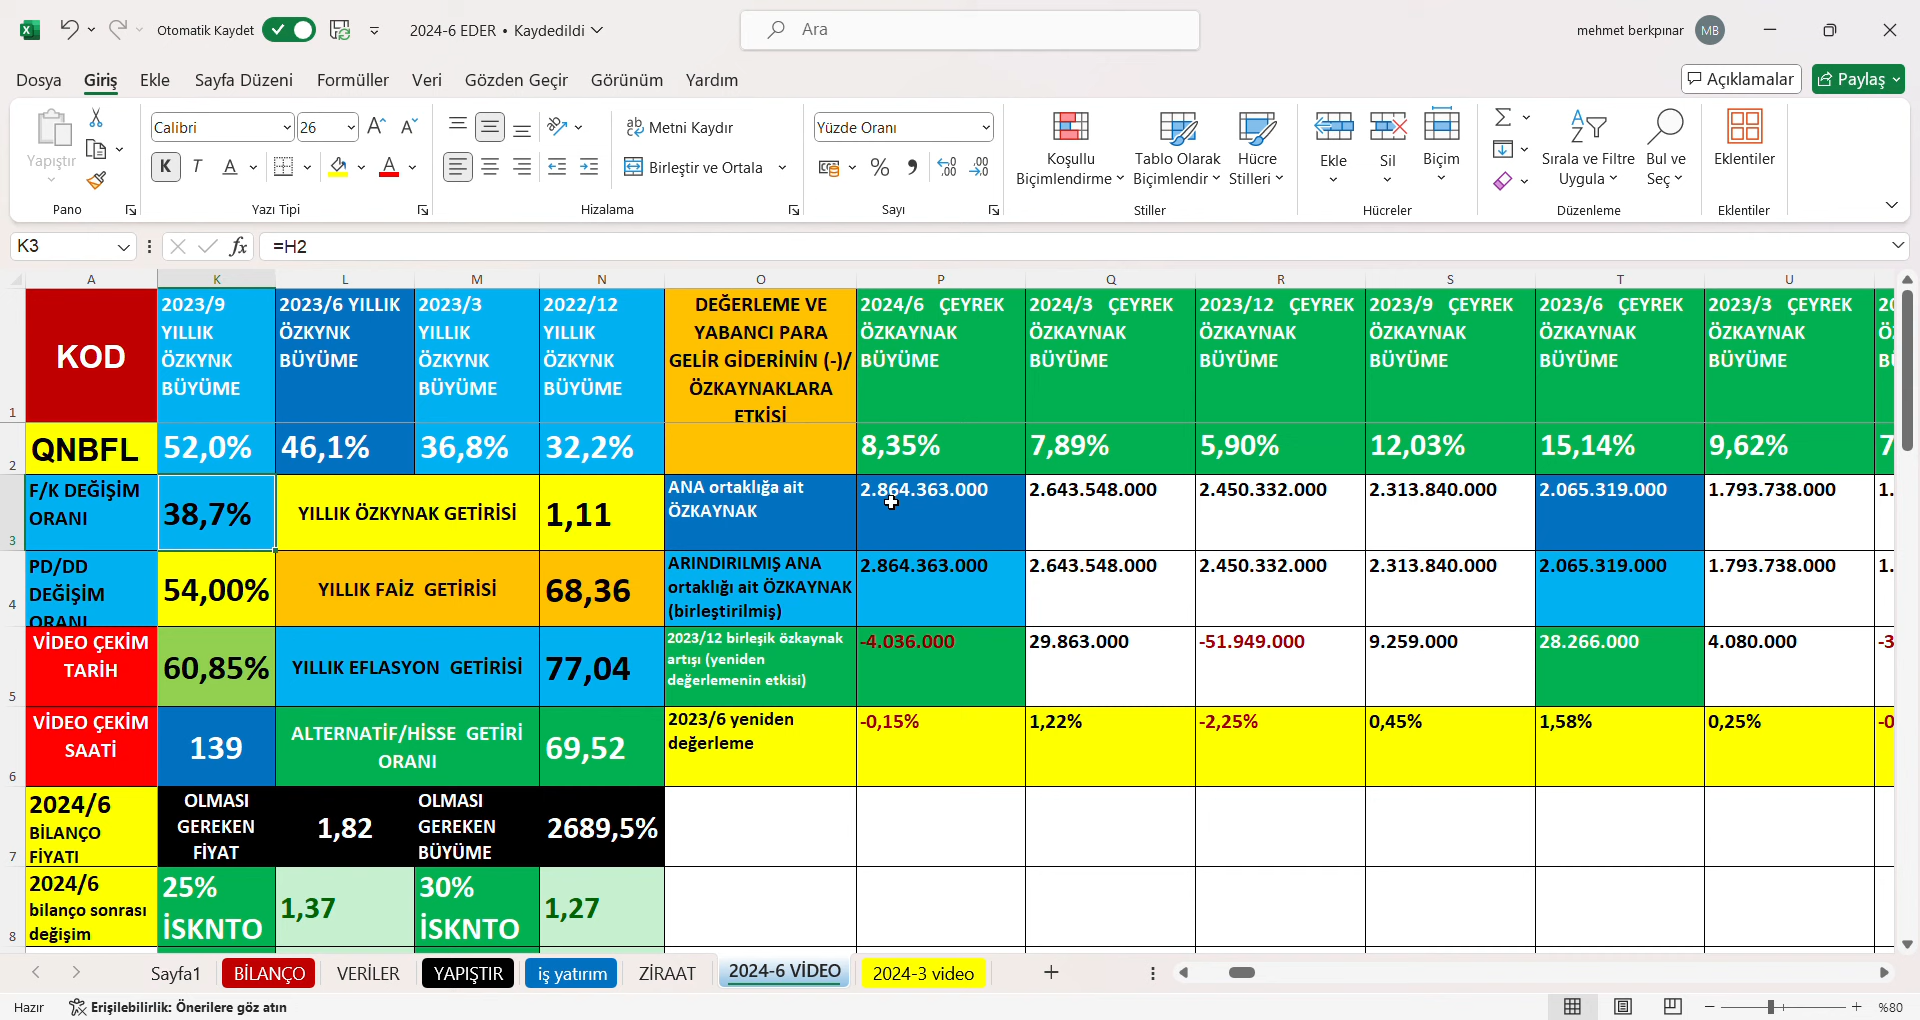 Otomatik Kaydet
2024-6 EDER • Kaydedildi
Ara
mehmet berkpınar
MB
Dosya Giriş Ekle Sayfa Düzeni Formüller Veri Gözden Geçir Görünüm Yardım
Açıklamalar
Paylaş
Yapıştır
Pano
Calibri 26
K T A A
Yazı Tipi
Metni Kaydır
Birleştir ve Ortala
Hizalama
Yüzde Oranı
Sayı
Koşullu Biçimlendirme
Tablo Olarak Biçimlendir
Hücre Stilleri
Stiller
Ekle
Sil
Biçim
Hücreler
Sırala ve Filtre Uygula
Bul ve Seç
Düzenleme
Eklentiler
Eklentiler
K3
fx
=H2
A K L M N O P Q R S T U
1
KOD
2023/9 YILLIK ÖZKYNK BÜYÜME
2023/6 YILLIK ÖZKYNK BÜYÜME
2023/3 YILLIK ÖZKYNK BÜYÜME
2022/12 YILLIK ÖZKYNK BÜYÜME
DEĞERLEME VE YABANCI PARA GELİR GİDERİNİN (-)/ ÖZKAYNAKLARA ETKİSİ
2024/6 ÇEYREK ÖZKAYNAK BÜYÜME
2024/3 ÇEYREK ÖZKAYNAK BÜYÜME
2023/12 ÇEYREK ÖZKAYNAK BÜYÜME
2023/9 ÇEYREK ÖZKAYNAK BÜYÜME
2023/6 ÇEYREK ÖZKAYNAK BÜYÜME
2023/3 ÇEYREK ÖZKAYNAK BÜYÜME
2 QNBFL 52,0% 46,1% 36,8% 32,2% 8,35% 7,89% 5,90% 12,03% 15,14% 9,62% 7
3 F/K DEĞİŞİM ORANI 38,7% YILLIK ÖZKYNAK GETİRİSİ 1,11 ANA ortaklığa ait ÖZKAYNAK 2.864.363.000 2.643.548.000 2.450.332.000 2.313.840.000 2.065.319.000 1.793.738.000 1.
4 PD/DD DEĞİŞİM ORANI 54,00% YILLIK FAİZ GETİRİSİ 68,36 ARINDIRILMIŞ ANA ortaklığı ait ÖZKAYNAK (birleştirilmiş) 2.864.363.000 2.643.548.000 2.450.332.000 2.313.840.000 2.065.319.000 1.793.738.000 1.
5 VİDEO ÇEKİM TARİH 60,85% YILLIK EFLASYON GETİRİSİ 77,04 2023/12 birleşik özkaynak artışı (yeniden değerlemenin etkisi) -4.036.000 29.863.000 -51.949.000 9.259.000 28.266.000 4.080.000 -3
6 VİDEO ÇEKİM SAATİ 139 ALTERNATİF/HİSSE GETİRİ ORANI 69,52 2023/6 yeniden değerleme -0,15% 1,22% -2,25% 0,45% 1,58% 0,25% -0
7 2024/6 BİLANÇO FİYATI OLMASI GEREKEN FİYAT 1,82 OLMASI GEREKEN BÜYÜME 2689,5%
8 2024/6 bilanço sonrası değişim 25% İSKNTO 1,37 30% İSKNTO 1,27
Sayfa1 BİLANÇO VERİLER YAPIŞTIR iş yatırım ZİRAAT 2024-6 VİDEO 2024-3 video
Hazır
Erişilebilirlik: Önerilere göz atın
%80